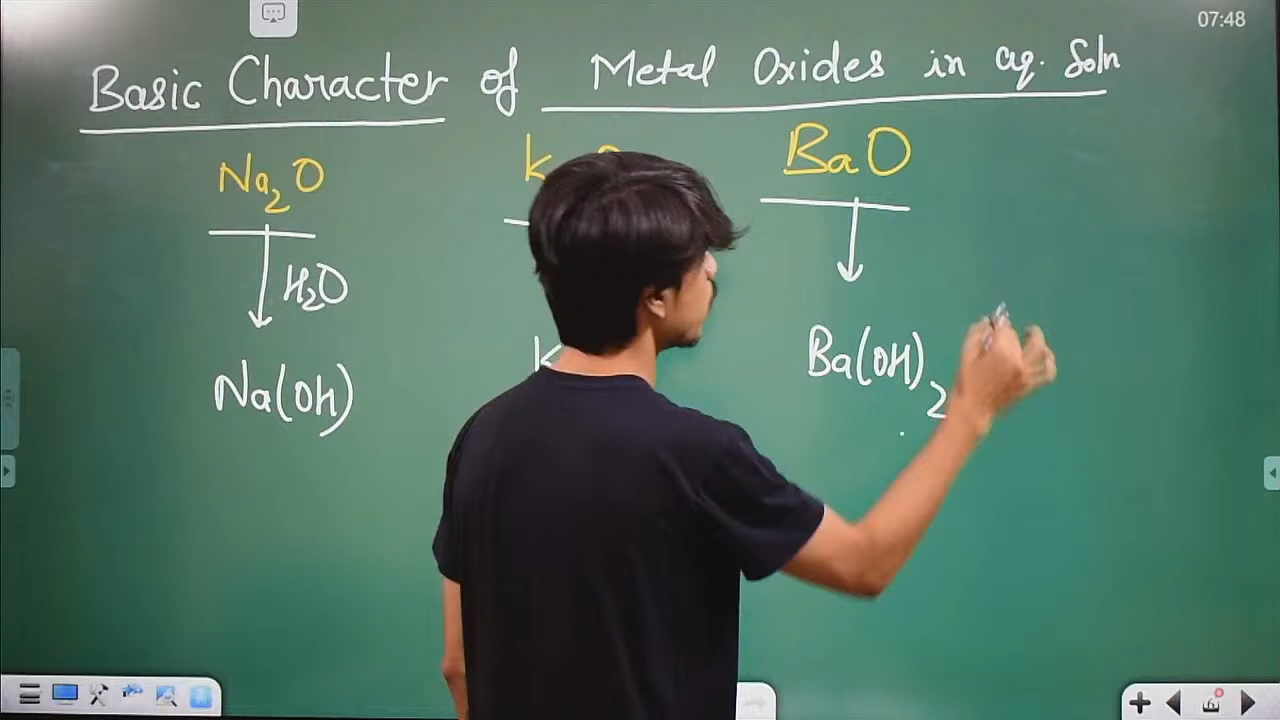 07:48
Basic Character of Metal Oxides in aq. Soln
Na₂O K BaO
H₂O
Na(OH) K Ba(OH)₂